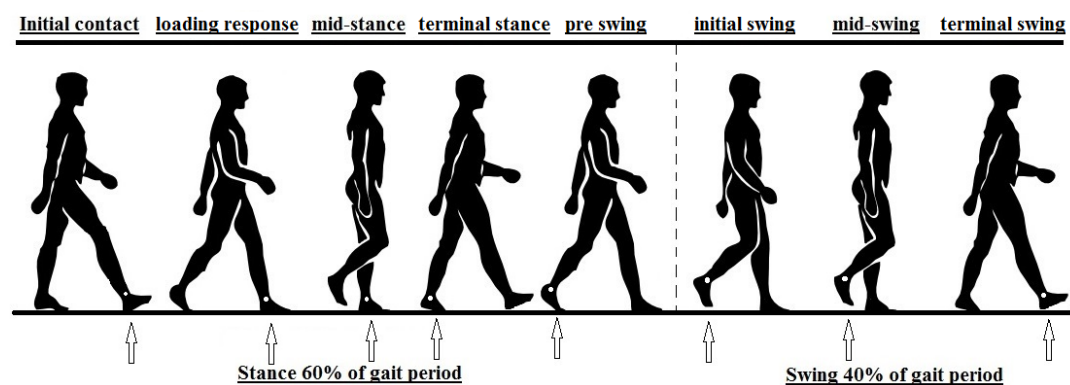 Initial contact loading response mid-stance terminal stance pre swing initial swing mid-swing terminal swing
Stance 60% of gait period Swing 40% of gait period